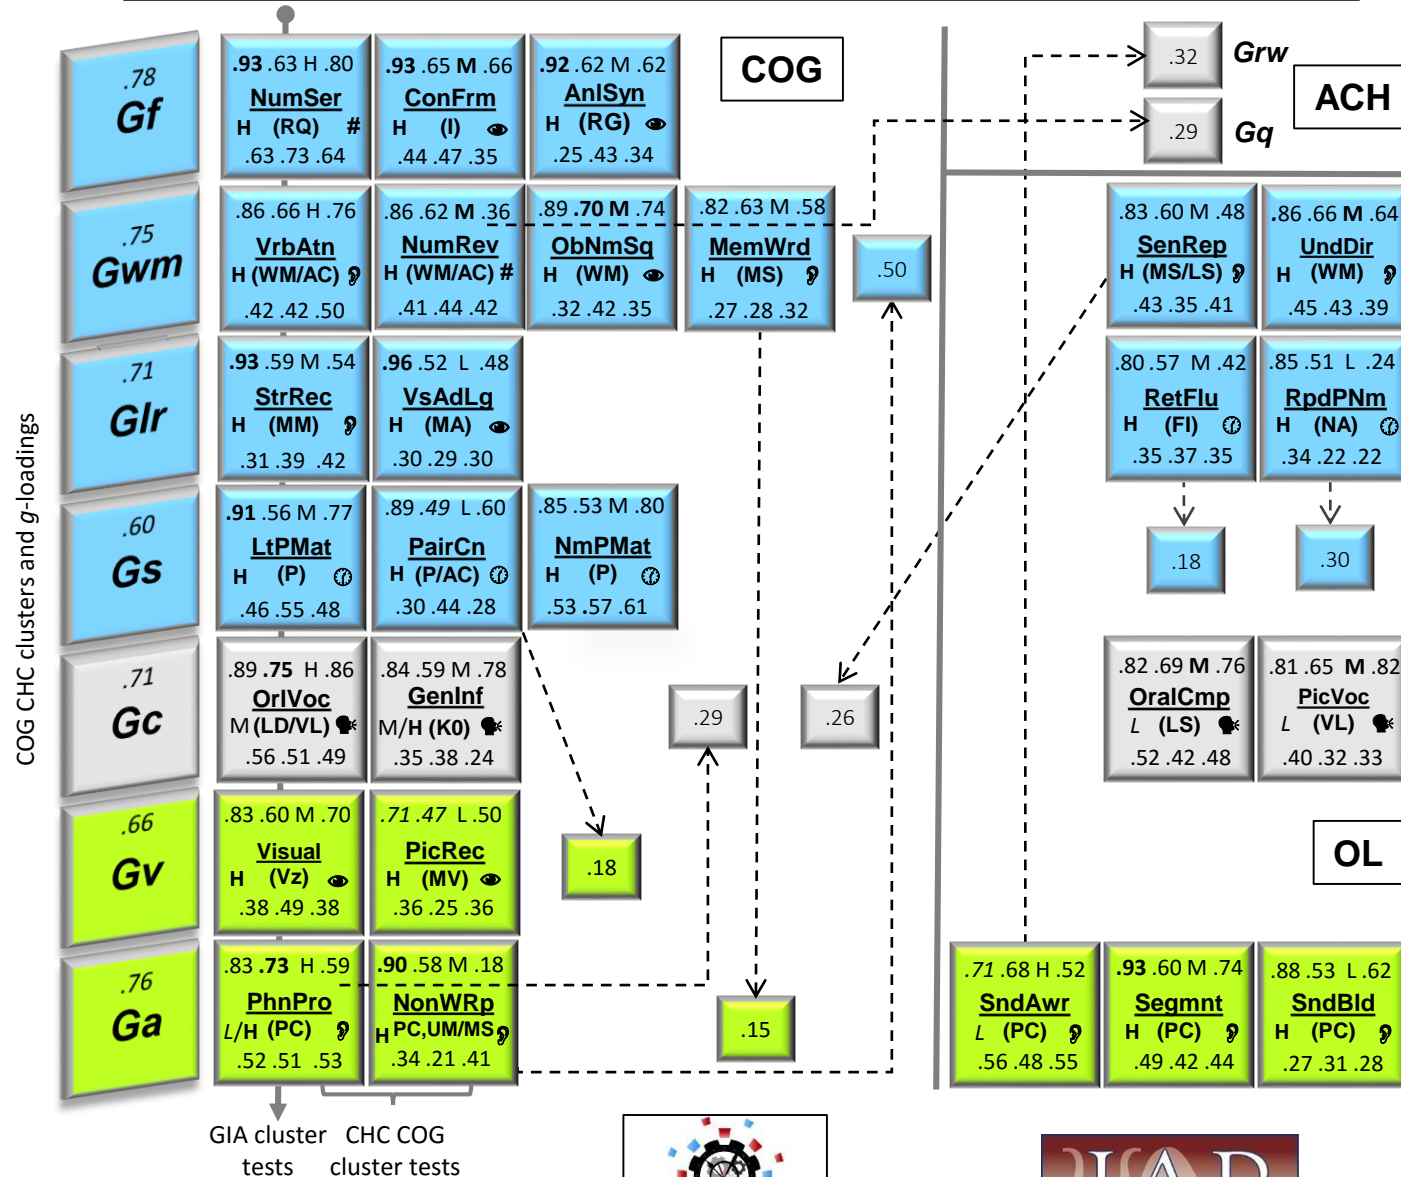 COG CHC clusters and g-loadings
.78
Gf
.93 .63 H .80
NumSer
H (RQ) #
.63 .73 .64
.93 .65 M .66
ConFrm
H (I)
.44 .47 .35
.92 .62 M .62
AnlSyn
H (RG)
.25 .43 .34
COG
.32
Grw
.29
Gq
ACH
.75
Gwm
.86 .66 H .76
VrbAtn
H (WM/AC)
.42 .42 .50
.86 .62 M .36
NumRev
H (WM/AC) #
.41 .44 .42
.89 .70 M .74
ObNmSq
H (WM)
.32 .42 .35
.82 .63 M .58
MemWrd
H (MS)
.27 .28 .32
.50
.83 .60 M .48
SenRep
H (MS/LS)
.43 .35 .41
.86 .66 M .64
UndDir
H (WM)
.45 .43 .39
.71
Glr
.93 .59 M .54
StrRec
H (MM)
.31 .39 .42
.96 .52 L .48
VsAdLg
H (MA)
.30 .29 .30
.80 .57 M .42
RetFlu
H (FI)
.35 .37 .35
.85 .51 L .24
RpdPNm
H (NA)
.34 .22 .22
.60
Gs
.91 .56 M .77
LtPMat
H (P)
.46 .55 .48
.89 .49 L .60
PairCn
H (P/AC)
.30 .44 .28
.85 .53 M .80
NmPMat
H (P)
.53 .57 .61
.18
.30
.71
Gc
.89 .75 H .86
OrlVoc
M (LD/VL)
.56 .51 .49
.84 .59 M .78
GenInf
M/H (K0)
.35 .38 .24
.29
.26
.82 .69 M .76
OralCmp
L (LS)
.52 .42 .48
.81 .65 M .82
PicVoc
L (VL)
.40 .32 .33
.66
Gv
.83 .60 M .70
Visual
H (Vz)
.38 .49 .38
.71 .47 L .50
PicRec
H (MV)
.36 .25 .36
.18
OL
.76
Ga
.83 .73 H .59
PhnPro
L/H (PC)
.52 .51 .53
.90 .58 M .18
NonWRp
H PC,UM/MS
.34 .21 .41
.15
.71 .68 H .52
SndAwr
L (PC)
.56 .48 .55
.93 .60 M .74
Segmnt
H (PC)
.49 .42 .44
.88 .53 L .62
SndBld
H (PC)
.27 .31 .28
GIA cluster
tests
CHC COG
cluster tests
IAP